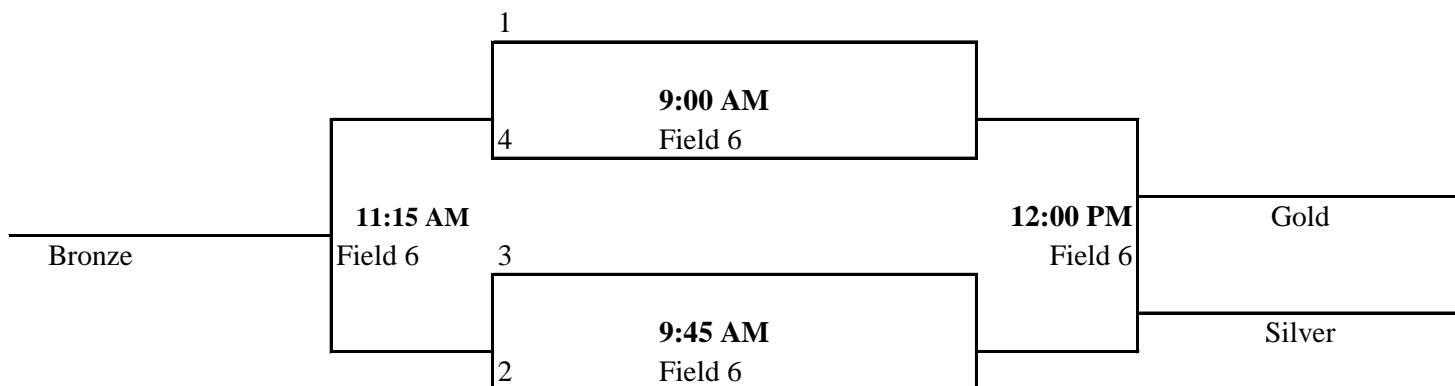 1
9:00 AM
4 Field 6
11:15 AM 12:00 PM Gold
Bronze Field 6 3 Field 6
9:45 AM Silver
2 Field 6